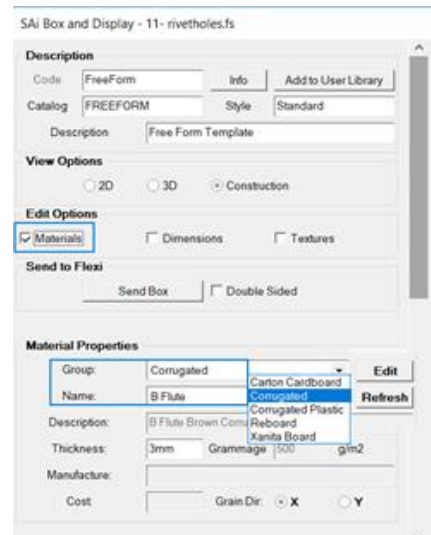 SAi Box and Display - 11- rivetholes.fs
Description
Code FreeForm Info Add to User Library
Catalog FREEFORM Style Standard
Description Free Form Template
View Options
2D 3D Construction
Edit Options
Materials Dimensions Textures
Send to Flexi
Send Box Double Sided
Material Properties
Group: Corrugated Edit
Carton Cardboard
Corrugated
Corrugated Plastic
Reboard
Xanita Board
Name: B Flute Refresh
Description: B Flute Brown
Thickness: 3mm Grammage 500 g/m2
Manufacture:
Cost Grain Dir: X Y